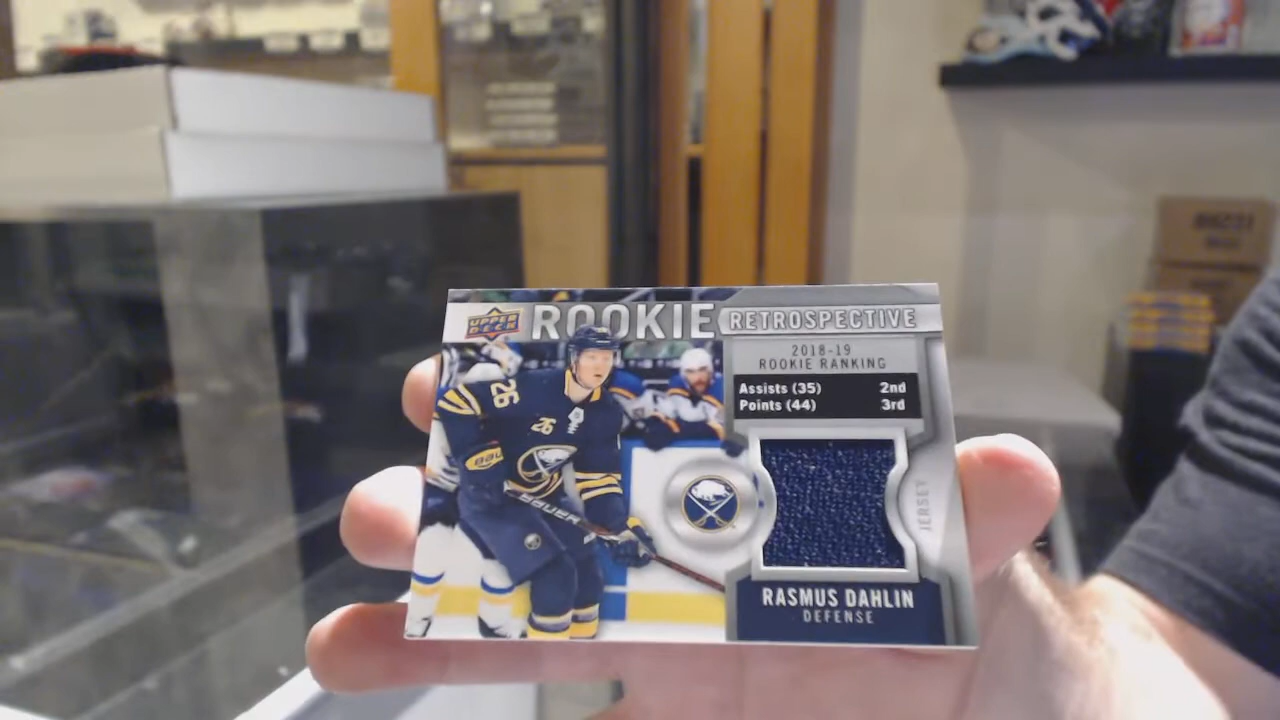 UPPER DECK
ROOKIE RETROSPECTIVE
2018-19
ROOKIE RANKING
Assists (35) 2nd
Points (44) 3rd
26
26
BAUER
JERSEY
RASMUS DAHLIN
DEFENSE